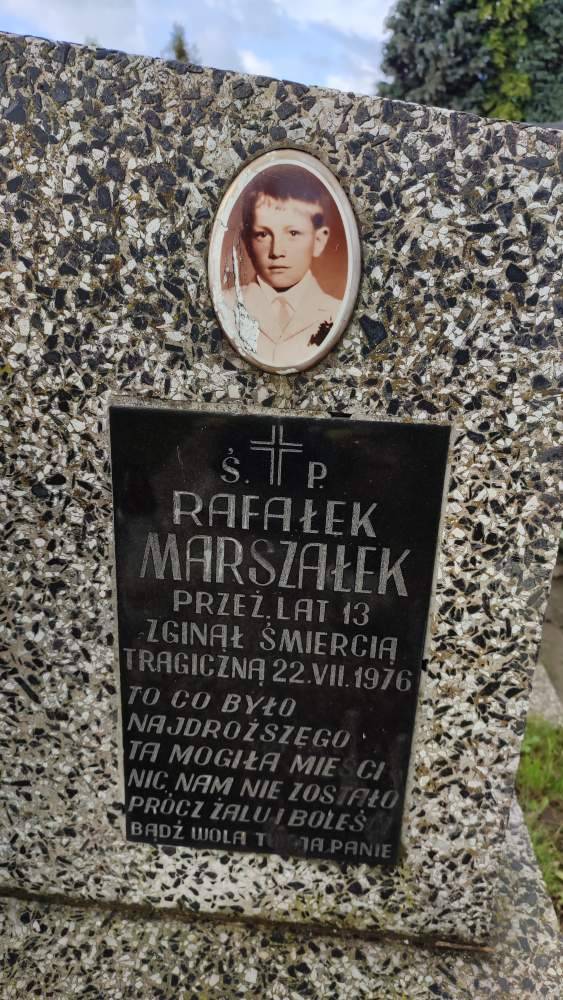 Ś. P.
RAFAŁEK
MARSZAŁEK
PRZEŻ. LAT 13
ZGINĄŁ ŚMIERCIĄ
TRAGICZNĄ 22.VII.1976
TO CO BYŁO
NAJDROŻSZEGO
TA MOGIŁA MIEŚCI
NIC NAM NIE ZOSTAŁO
PRÓCZ ŻALU I
BĄDŹ WOLA PANIE